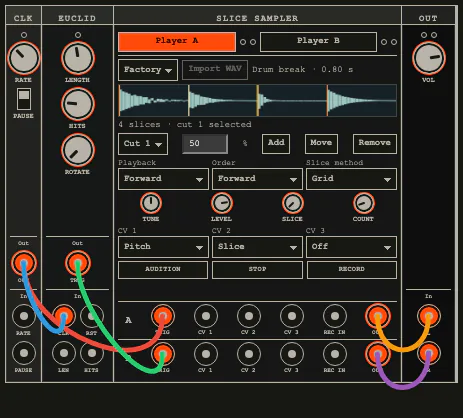 CLK EUCLID SLICE SAMPLER OUT
Player A Player B
RATE LENGTH VOL
Factory Import WAV Drum break · 0.80 s
PAUSE HITS
4 slices · cut 1 selected
Cut 1 50 % Add Move Remove
ROTATE
Playback Order Slice method
Forward Forward Grid
TUNE LEVEL SLICE COUNT
CV 1 CV 2 CV 3
Pitch Slice Off
Out Out
AUDITION STOP RECORD
In In In
A
RATE RST CV 1 CV 2 CV 3 REC IN
PAUSE LEN HITS CV 1 CV 2 CV 3 REC IN